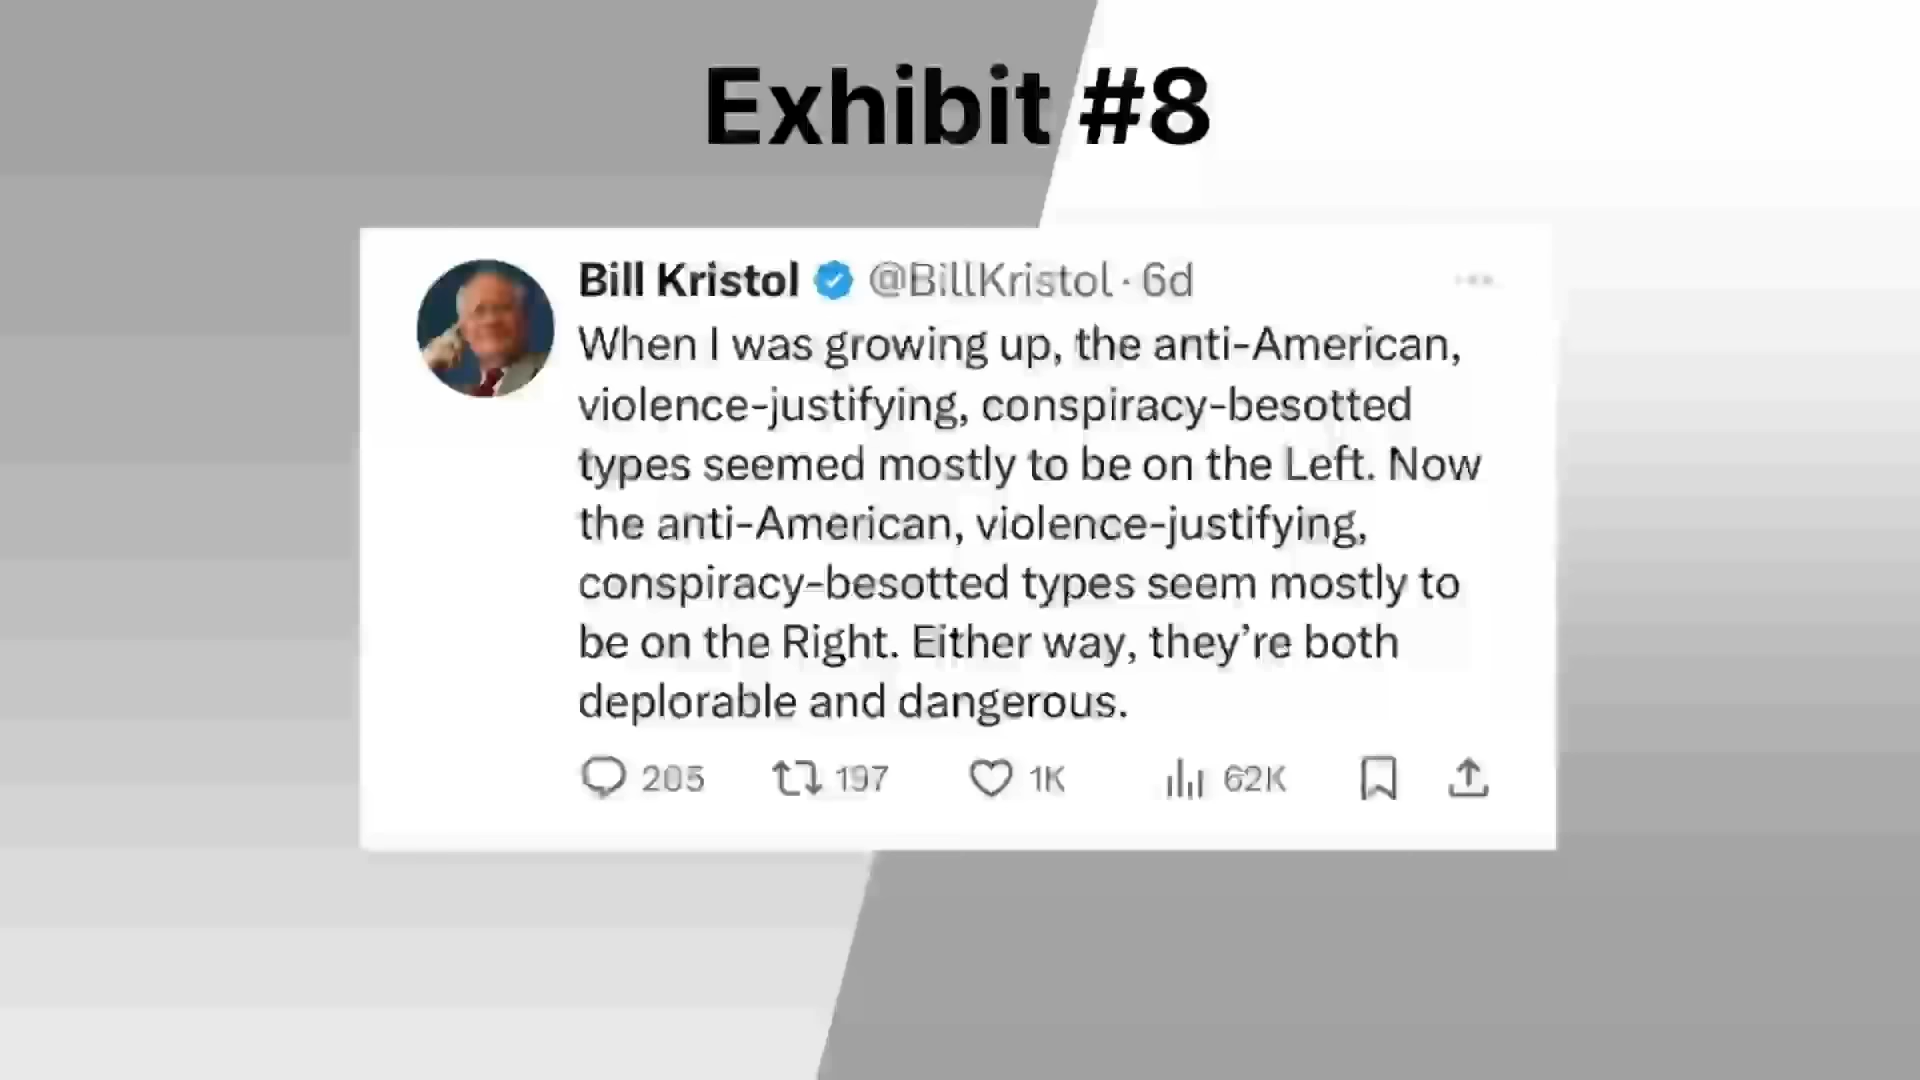 Exhibit #8
Bill Kristol @BillKristol · 6d
When I was growing up, the anti-American,
violence-justifying, conspiracy-besotted
types seemed mostly to be on the Left. Now
the anti-American, violence-justifying,
conspiracy-besotted types seem mostly to
be on the Right. Either way, they’re both
deplorable and dangerous.
205 197 1K 62K